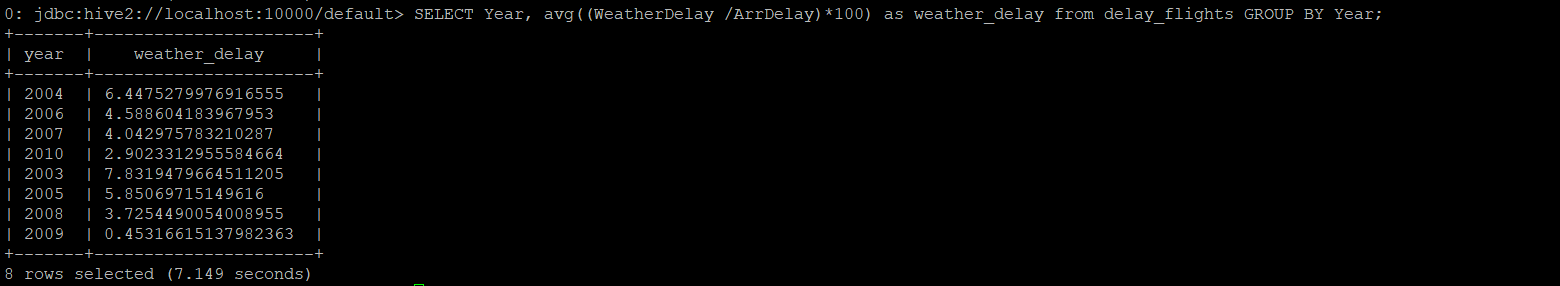 0: jdbc:hive2://localhost:10000/default> SELECT Year, avg((WeatherDelay /ArrDelay)*100) as weather_delay from delay_flights GROUP BY Year;
+-------+----------------------+
| year  |    weather_delay     |
+-------+----------------------+
| 2004  | 6.4475279976916555   |
| 2006  | 4.588604183967953    |
| 2007  | 4.042975783210287    |
| 2010  | 2.9023312955584664   |
| 2003  | 7.8319479664511205   |
| 2005  | 5.85069715149616     |
| 2008  | 3.7254490054008955   |
| 2009  | 0.45316615137982363  |
+-------+----------------------+
8 rows selected (7.149 seconds)